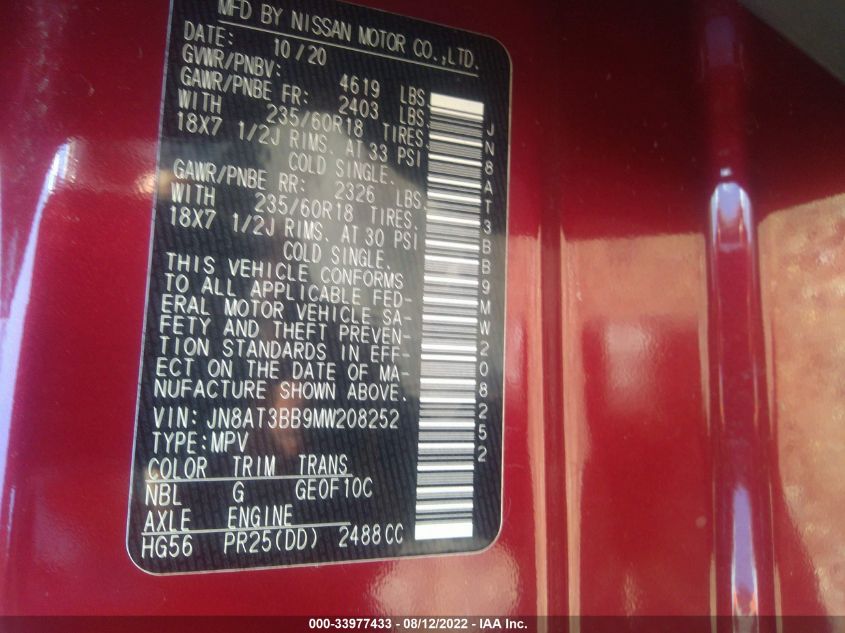 MFD BY NISSAN MOTOR CO.,LTD.
DATE: 10/20
GVWR/PNBV: 4619 LBS.
GAWR/PNBE FR: 2403 LBS.
WITH 235/60R18 TIRES.
18X7 1/2J RIMS. AT 33 PSI
COLD SINGLE.
GAWR/PNBE RR: 2326 LBS.
WITH 235/60R18 TIRES.
18X7 1/2J RIMS. AT 30 PSI
COLD SINGLE.
THIS VEHICLE CONFORMS
TO ALL APPLICABLE FED-
ERAL MOTOR VEHICLE SA-
FETY AND THEFT PREVEN-
TION STANDARDS IN EFF-
ECT ON THE DATE OF MA-
NUFACTURE SHOWN ABOVE.
VIN: JN8AT3BB9MW208252
TYPE:MPV
COLOR TRIM TRANS
NBL G GE0F10C
AXLE ENGINE
HG56 PR25(DD) 2488CC
JN8AT3BB9MW208252
000-33977433 - 08/12/2022 - IAA Inc.